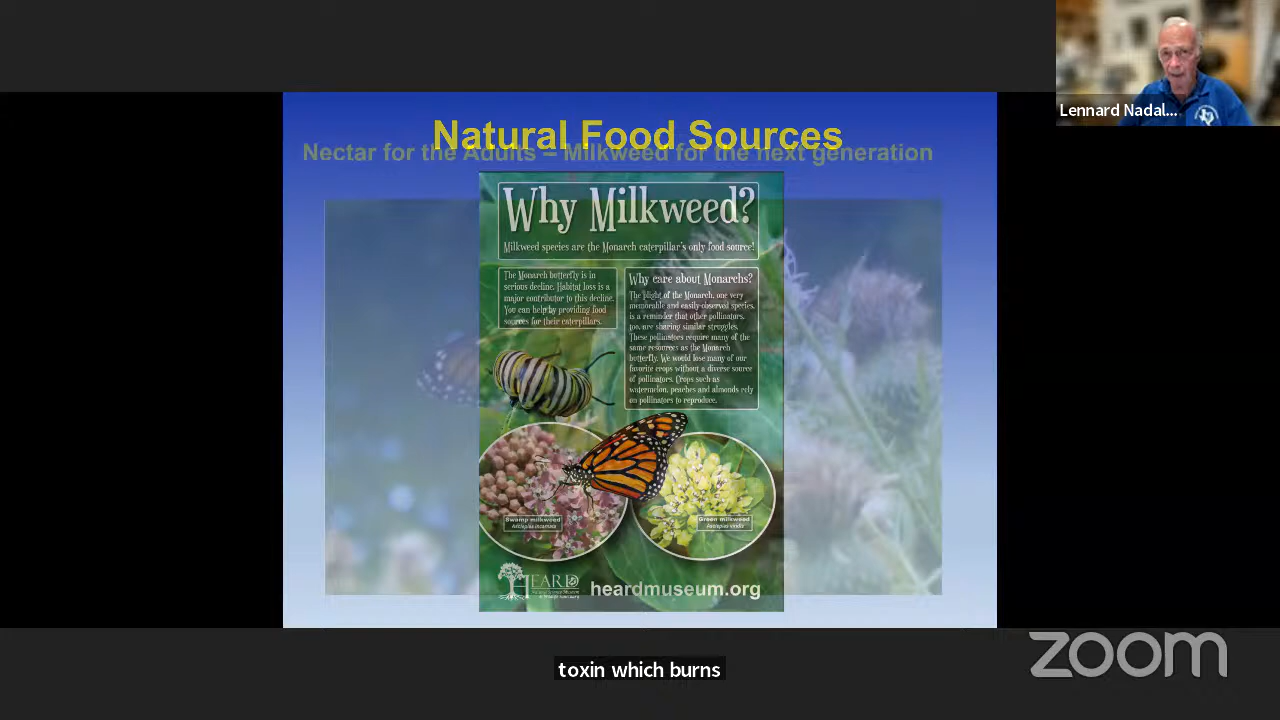 Lennard Nadal...
Natural Food Sources
Nectar for the Adults – Milkweed for the next generation
Why Milkweed?
Milkweed species are the Monarch caterpillar's only food source!
The Monarch butterfly is in
serious decline. Habitat loss is a
major contributor to this decline.
You can help by providing food
sources for their caterpillars.
Why care about Monarchs?
The plight of the Monarch, one very
memorable and easily-observed species,
is a reminder that other pollinators,
too, are sharing similar struggles.
These pollinators require many of the
same resources as the Monarch
butterfly. We would lose many of our
favorite crops without a diverse source
of pollinators. Crops such as
watermelon, peaches and almonds rely
on pollinators to reproduce.
Swamp milkweed
Asclepias incarnata
Green milkweed
Asclepias viridis
HEARD
heardmuseum.org
zoom
toxin which burns